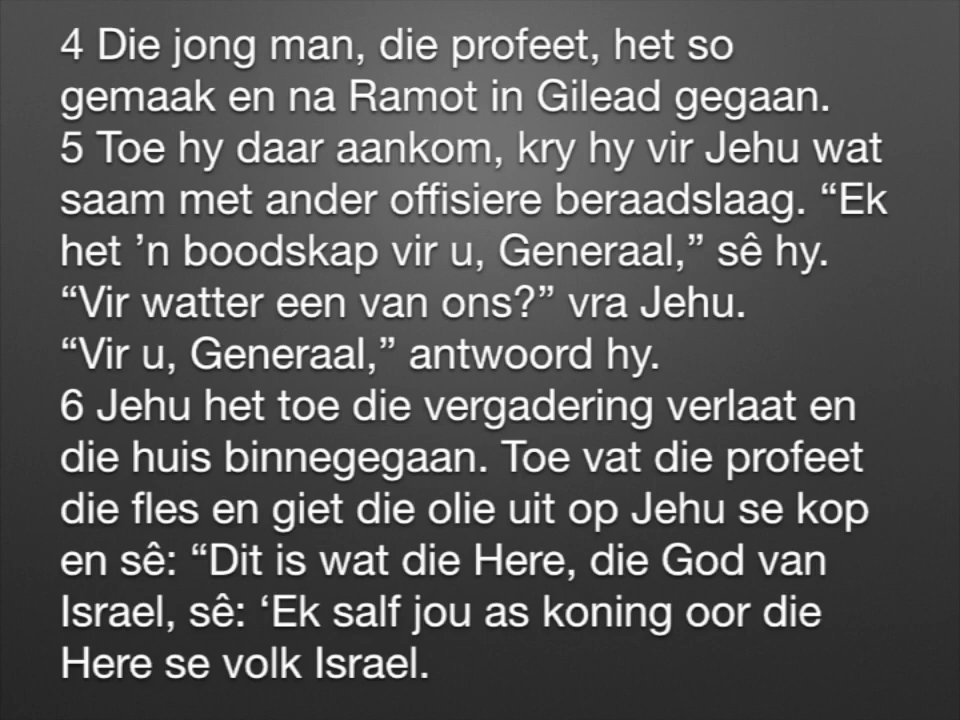 4 Die jong man, die profeet, het so
gemaak en na Ramot in Gilead gegaan.
5 Toe hy daar aankom, kry hy vir Jehu wat
saam met ander offisiere beraadslaag. “Ek
het ’n boodskap vir u, Generaal,” sê hy.
“Vir watter een van ons?” vra Jehu.
“Vir u, Generaal,” antwoord hy.
6 Jehu het toe die vergadering verlaat en
die huis binnegegaan. Toe vat die profeet
die fles en giet die olie uit op Jehu se kop
en sê: “Dit is wat die Here, die God van
Israel, sê: ‘Ek salf jou as koning oor die
Here se volk Israel.